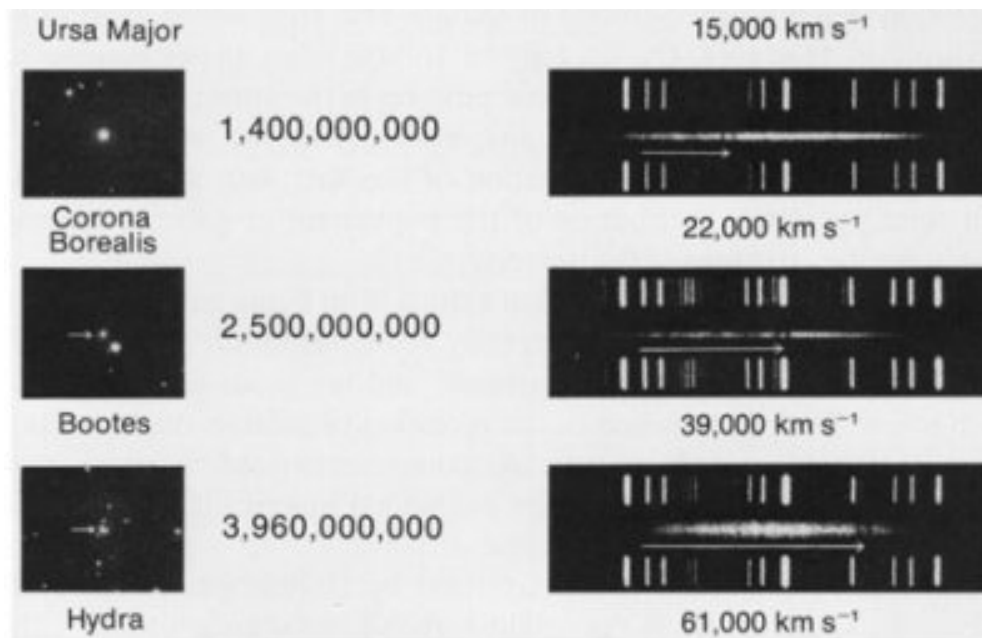 Ursa Major
15,000 km s⁻¹
1,400,000,000
Corona
Borealis
22,000 km s⁻¹
2,500,000,000
Bootes
39,000 km s⁻¹
3,960,000,000
Hydra
61,000 km s⁻¹